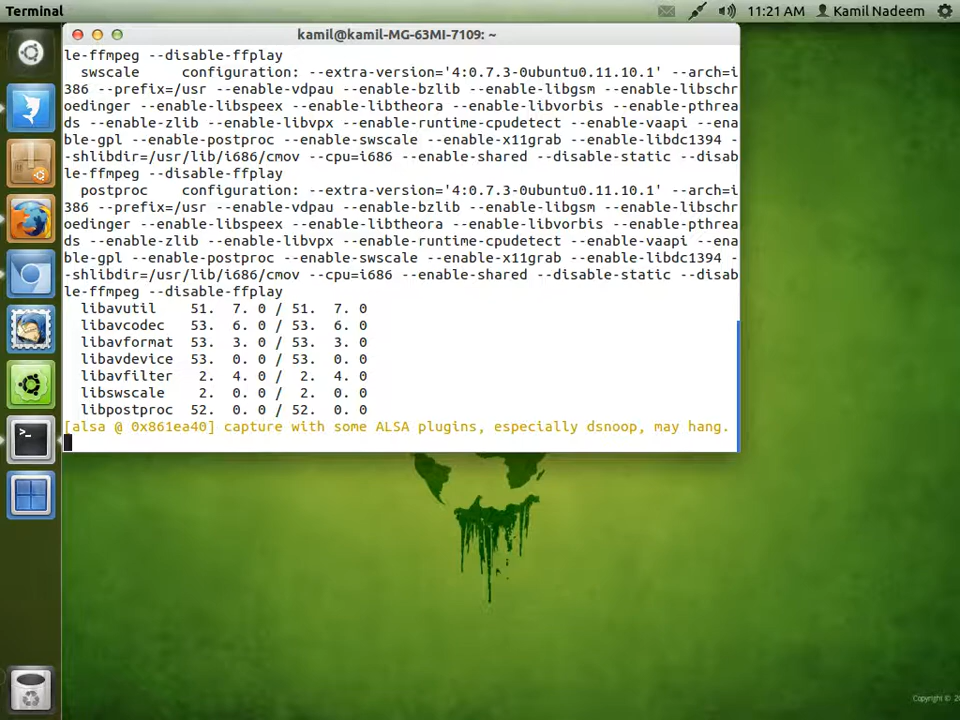 Terminal
11:21 AM
Kamil Nadeem
kamil@kamil-MG-63MI-7109: ~
le-ffmpeg --disable-ffplay
  swscale     configuration: --extra-version='4:0.7.3-0ubuntu0.11.10.1' --arch=i
386 --prefix=/usr --enable-vdpau --enable-bzlib --enable-libgsm --enable-libschr
oedinger --enable-libspeex --enable-libtheora --enable-libvorbis --enable-pthrea
ds --enable-zlib --enable-libvpx --enable-runtime-cpudetect --enable-vaapi --ena
ble-gpl --enable-postproc --enable-swscale --enable-x11grab --enable-libdc1394 -
-shlibdir=/usr/lib/i686/cmov --cpu=i686 --enable-shared --disable-static --disab
le-ffmpeg --disable-ffplay
  postproc    configuration: --extra-version='4:0.7.3-0ubuntu0.11.10.1' --arch=i
386 --prefix=/usr --enable-vdpau --enable-bzlib --enable-libgsm --enable-libschr
oedinger --enable-libspeex --enable-libtheora --enable-libvorbis --enable-pthrea
ds --enable-zlib --enable-libvpx --enable-runtime-cpudetect --enable-vaapi --ena
ble-gpl --enable-postproc --enable-swscale --enable-x11grab --enable-libdc1394 -
-shlibdir=/usr/lib/i686/cmov --cpu=i686 --enable-shared --disable-static --disab
le-ffmpeg --disable-ffplay
  libavutil    51.  7. 0 / 51.  7. 0
  libavcodec   53.  6. 0 / 53.  6. 0
  libavformat  53.  3. 0 / 53.  3. 0
  libavdevice  53.  0. 0 / 53.  0. 0
  libavfilter   2.  4. 0 /  2.  4. 0
  libswscale    2.  0. 0 /  2.  0. 0
  libpostproc  52.  0. 0 / 52.  0. 0
[alsa @ 0x861ea40] capture with some ALSA plugins, especially dsnoop, may hang.
>_
Copyright ©